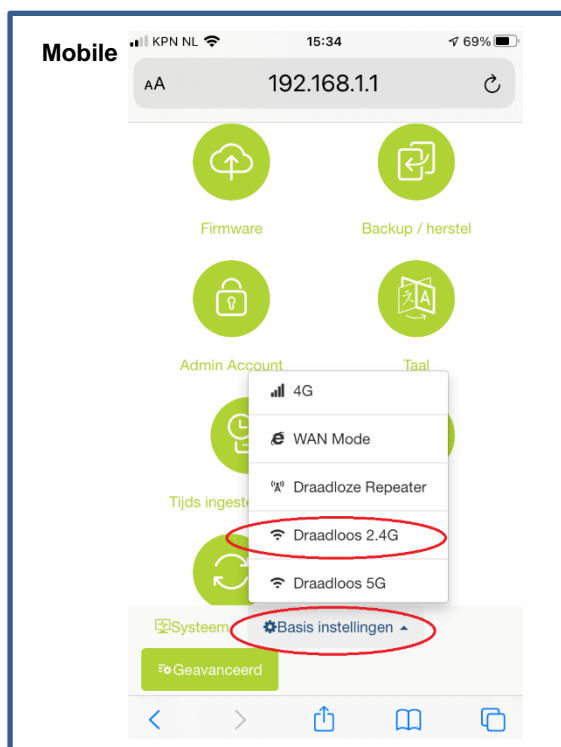 Mobile
KPN NL 15:34 69%
AA 192.168.1.1
Firmware Backup / herstel
Admin Account Taal
4G
WAN Mode
Draadloze Repeater
Tijds ingeste
Draadloos 2.4G
Draadloos 5G
Systeem Basis instellingen
Geavanceerd